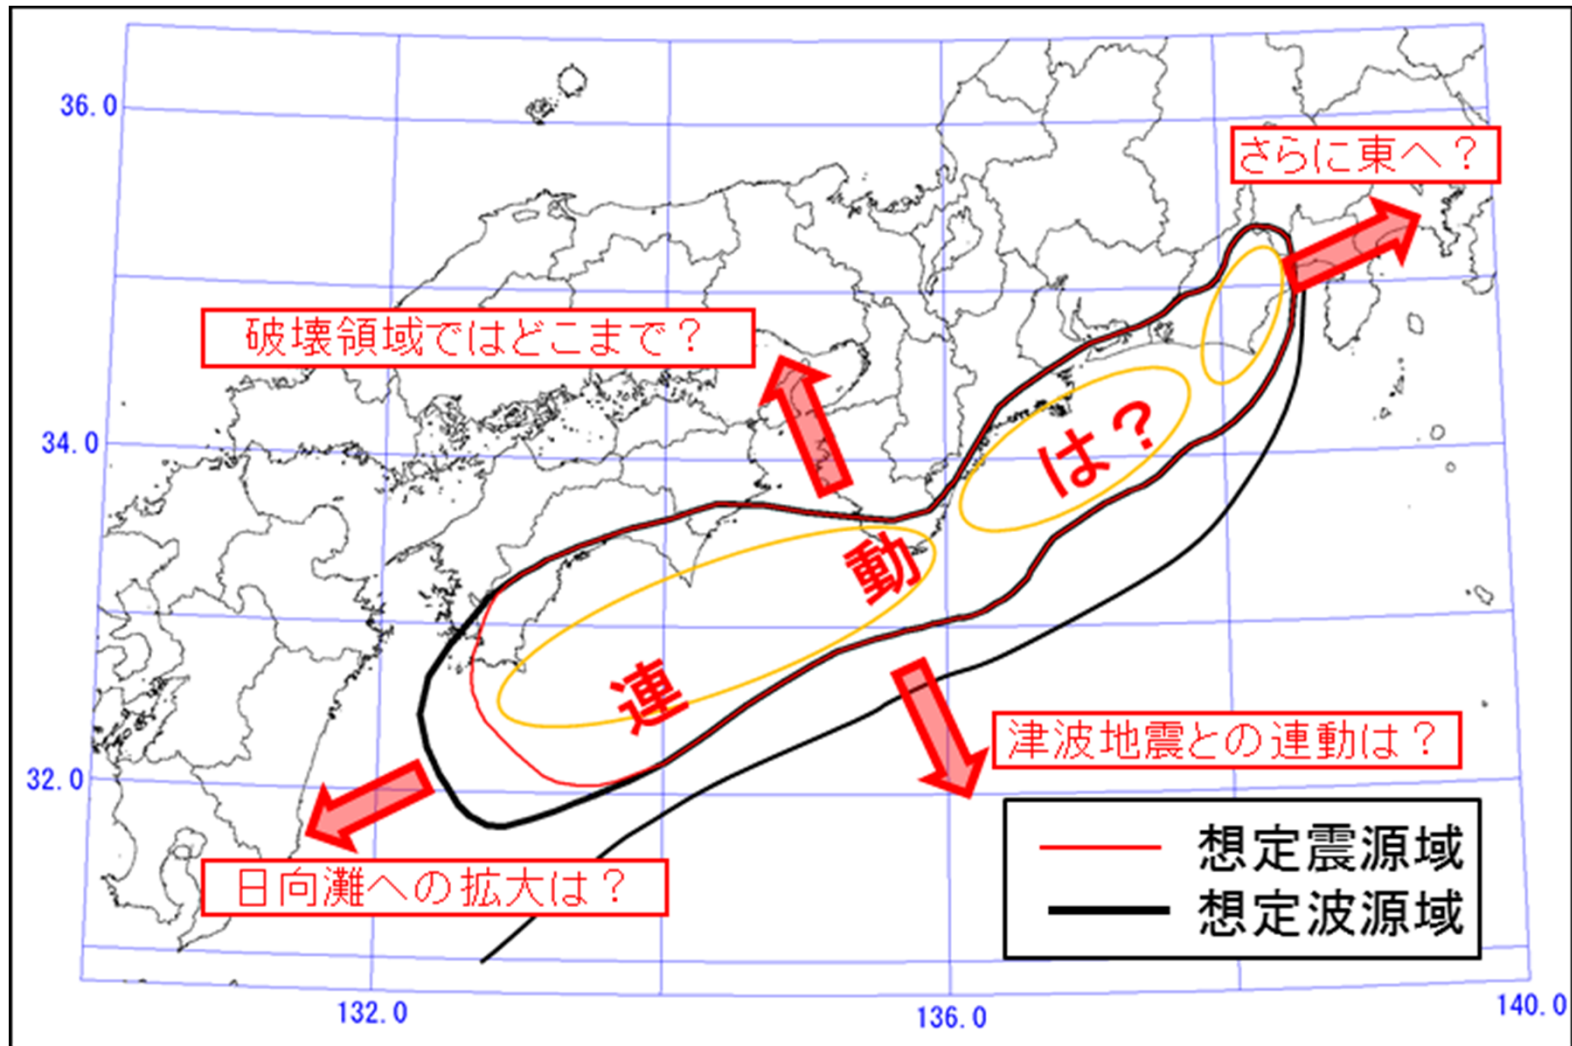 36.0
さらに東へ？
破壊領域ではどこまで？
34.0
は？
連動
津波地震との連動は？
32.0
想定震源域
日向灘への拡大は？
想定波源域
132.0
136.0
140.0